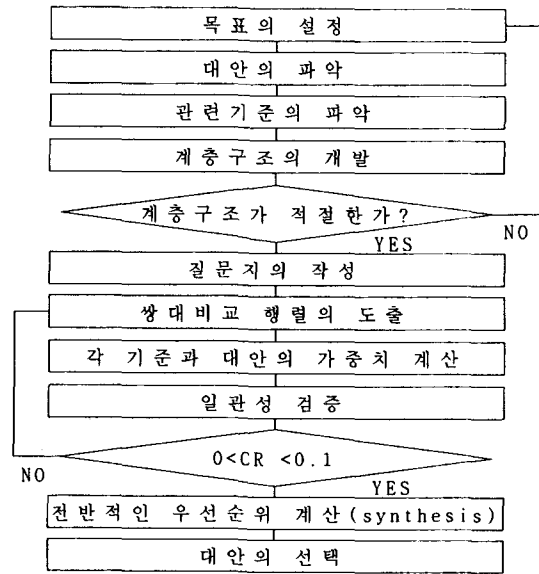 목표의 설정
대안의 파악
관련기준의 파악
계층구조의 개발
계층구조가 적절한가?
YES
NO
질문지의 작성
쌍대비교 행렬의 도출
각 기준과 대안의 가중치 계산
일관성 검증
0<CR <0.1
NO
YES
전반적인 우선순위 계산(synthesis)
대안의 선택